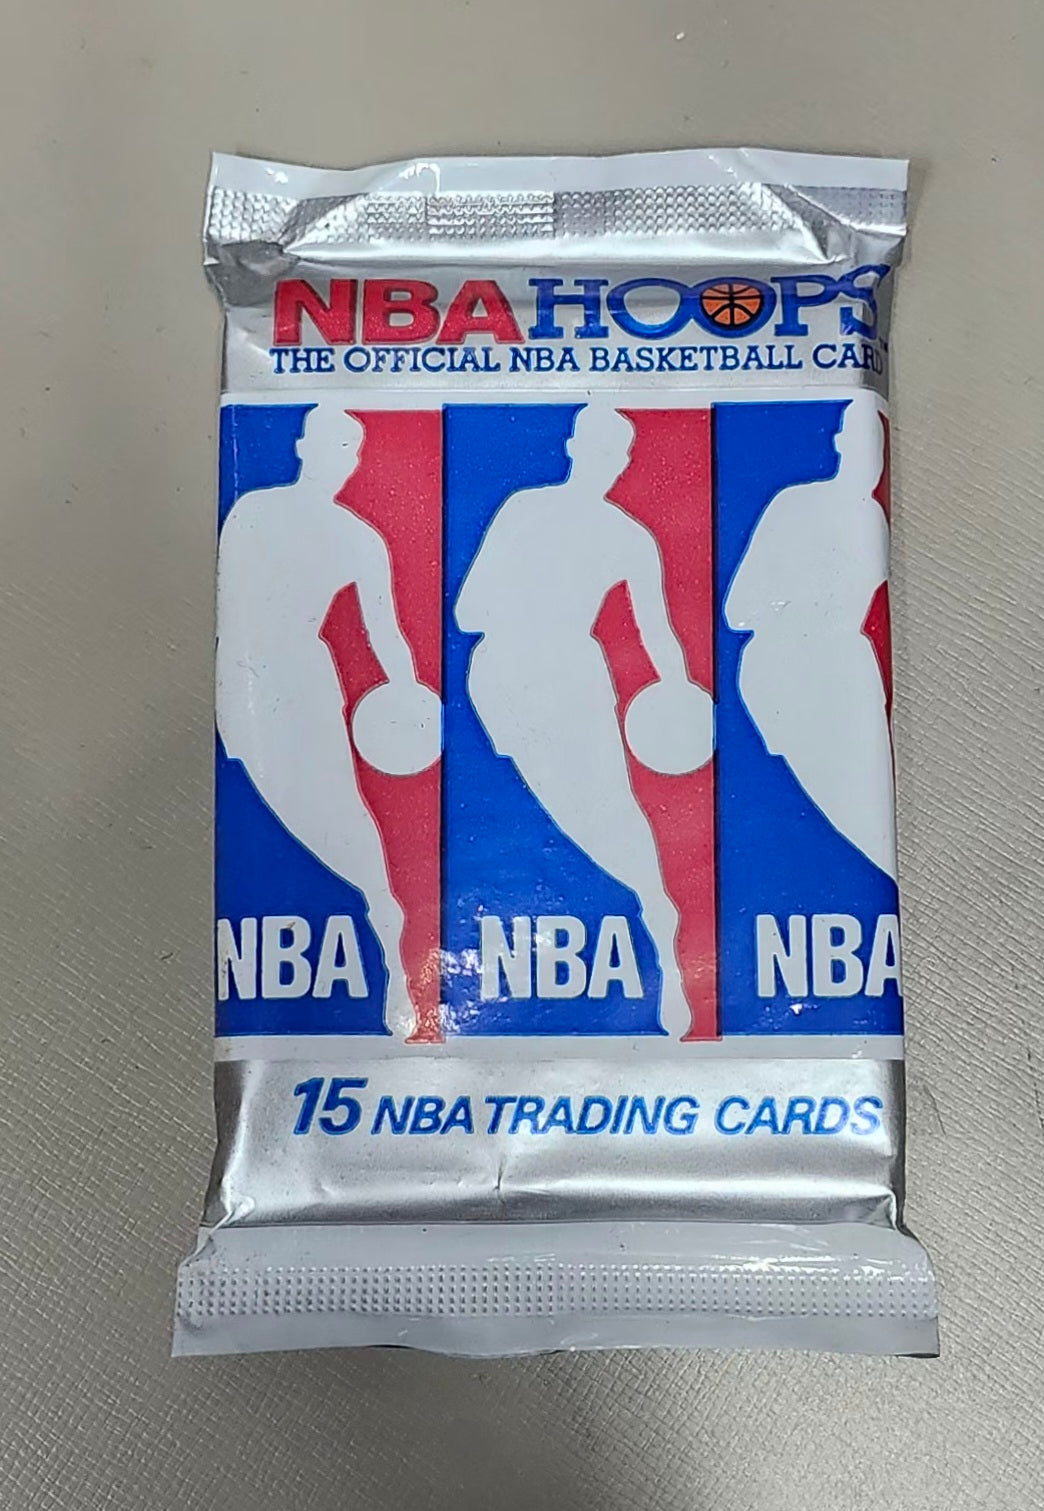 NBA HOOPS
THE OFFICIAL NBA BASKETBALL CARD
NBA NBA NBA
15 NBA TRADING CARDS